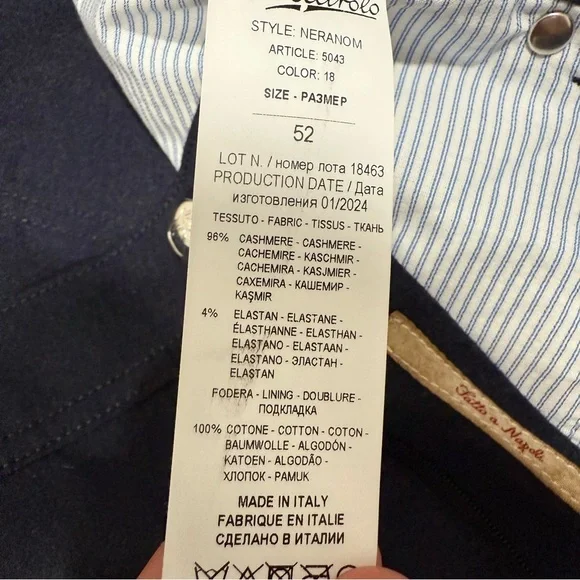 STYLE: NERANOM
ARTICLE: 5043
COLOR: 18
SIZE - РАЗМЕР
52
LOT N. / номер лота 18463
PRODUCTION DATE / Дата
изготовления 01/2024
TESSUTO - FABRIC - TISSUS - ТКАНЬ
96% CASHMERE - CASHMERE -
CACHEMIRE - KASCHMIR -
CACHEMIRA - KASJMIER -
CAXEMIRA - КАШЕМИР -
KAŞMIR
4% ELASTAN - ELASTANE -
ÉLASTHANNE - ELASTHAN -
ELASTANO - ELASTAAN -
ELASTANO - ЭЛАСТАН -
ELASTAN
FODERA - LINING - DOUBLURE -
ПОДКЛАДКА
100% COTONE - COTTON - COTON -
BAUMWOLLE - ALGODÓN -
KATOEN - ALGODÃO -
ХЛОПОК - PAMUK
MADE IN ITALY
FABRIQUE EN ITALIE
СДЕЛАНО В ИТАЛИИ
Fatto a Napoli